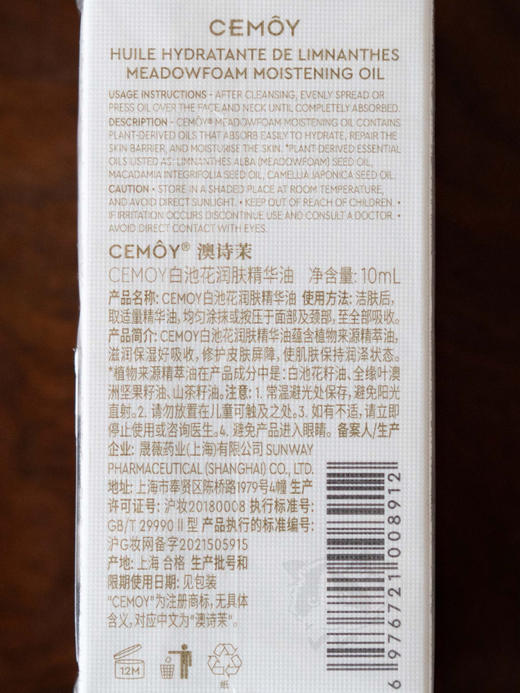 CEMÔY
HUILE HYDRATANTE DE LIMNANTHES
MEADOWFOAM MOISTENING OIL
USAGE INSTRUCTIONS • AFTER CLEANSING, EVENLY SPREAD OR
PRESS OIL OVER THE FACE AND NECK UNTIL COMPLETELY ABSORBED.
DESCRIPTION • CEMÔY® MEADOWFOAM MOISTENING OIL CONTAINS
PLANT-DERIVED OILS THAT ABSORB EASILY TO HYDRATE, REPAIR THE
SKIN BARRIER, AND MOISTURISE THE SKIN. *PLANT-DERIVED ESSENTIAL
OILS LISTED AS: LIMNANTHES ALBA (MEADOWFOAM) SEED OIL,
MACADAMIA INTEGRIFOLIA SEED OIL, CAMELLIA JAPONICA SEED OIL.
CAUTION • STORE IN A SHADED PLACE AT ROOM TEMPERATURE,
AND AVOID DIRECT SUNLIGHT. • KEEP OUT OF REACH OF CHILDREN. •
IF IRRITATION OCCURS DISCONTINUE USE AND CONSULT A DOCTOR. •
AVOID DIRECT CONTACT WITH EYES.
CEMÔY® 澳诗茉
CEMOY白池花润肤精华油 净含量: 10mL
产品名称: CEMOY白池花润肤精华油 使用方法: 洁肤后,
取适量精华油, 均匀涂抹或按压于面部及颈部, 至全部吸收。
产品简介: CEMOY白池花润肤精华油蕴含植物来源精萃油,
滋润保湿好吸收, 修护皮肤屏障, 使肌肤保持润泽状态。
*植物来源精萃油在产品成分中是: 白池花籽油、全缘叶澳
洲坚果籽油、山茶籽油。注意: 1. 常温避光处保存, 避免阳光
直射。2. 请勿放置在儿童可触及之处。3. 如有不适, 请立即
停止使用或咨询医生。4. 避免产品进入眼睛。备案人/生产
企业: 晟薇药业(上海)有限公司 SUNWAY
PHARMACEUTICAL (SHANGHAI) CO., LTD.
地址: 上海市奉贤区陈桥路1979号4幢 生产
许可证号: 沪妆20180008 执行标准号:
GB/T 29990 II 型 产品执行的标准编号:
沪G妆网备字2021505915
产地: 上海 合格 生产批号和
限期使用日期: 见包装
"CEMOY"为注册商标, 无具体
含义, 对应中文为"澳诗茉"。
12M
纸
6 976721 008912